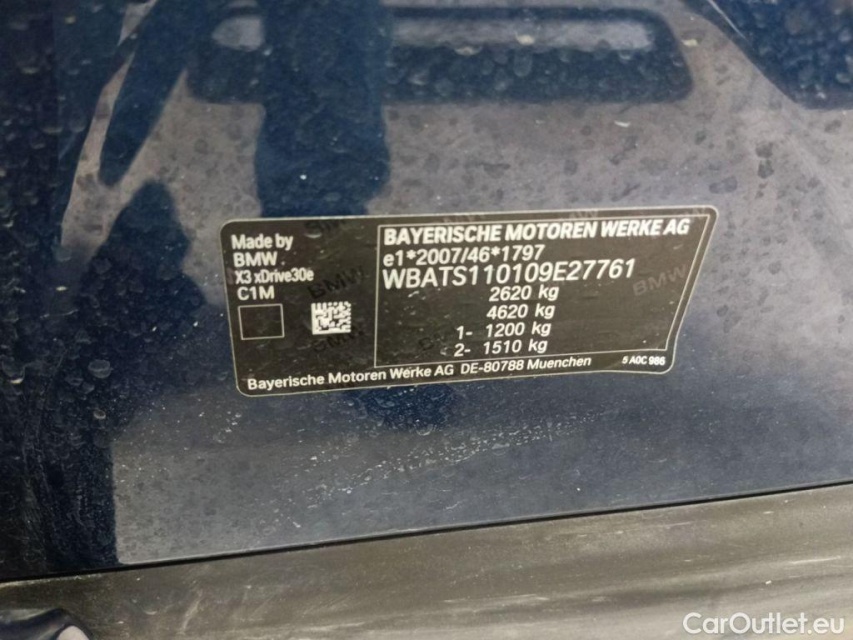 Made by
BMW
X3 xDrive30e
C1M
BAYERISCHE MOTOREN WERKE AG
e1*2007/46*1797
WBATS110109E27761
2620 kg
4620 kg
1- 1200 kg
2- 1510 kg
Bayerische Motoren Werke AG DE-80788 Muenchen 5 A0C 986
CarOutlet.eu